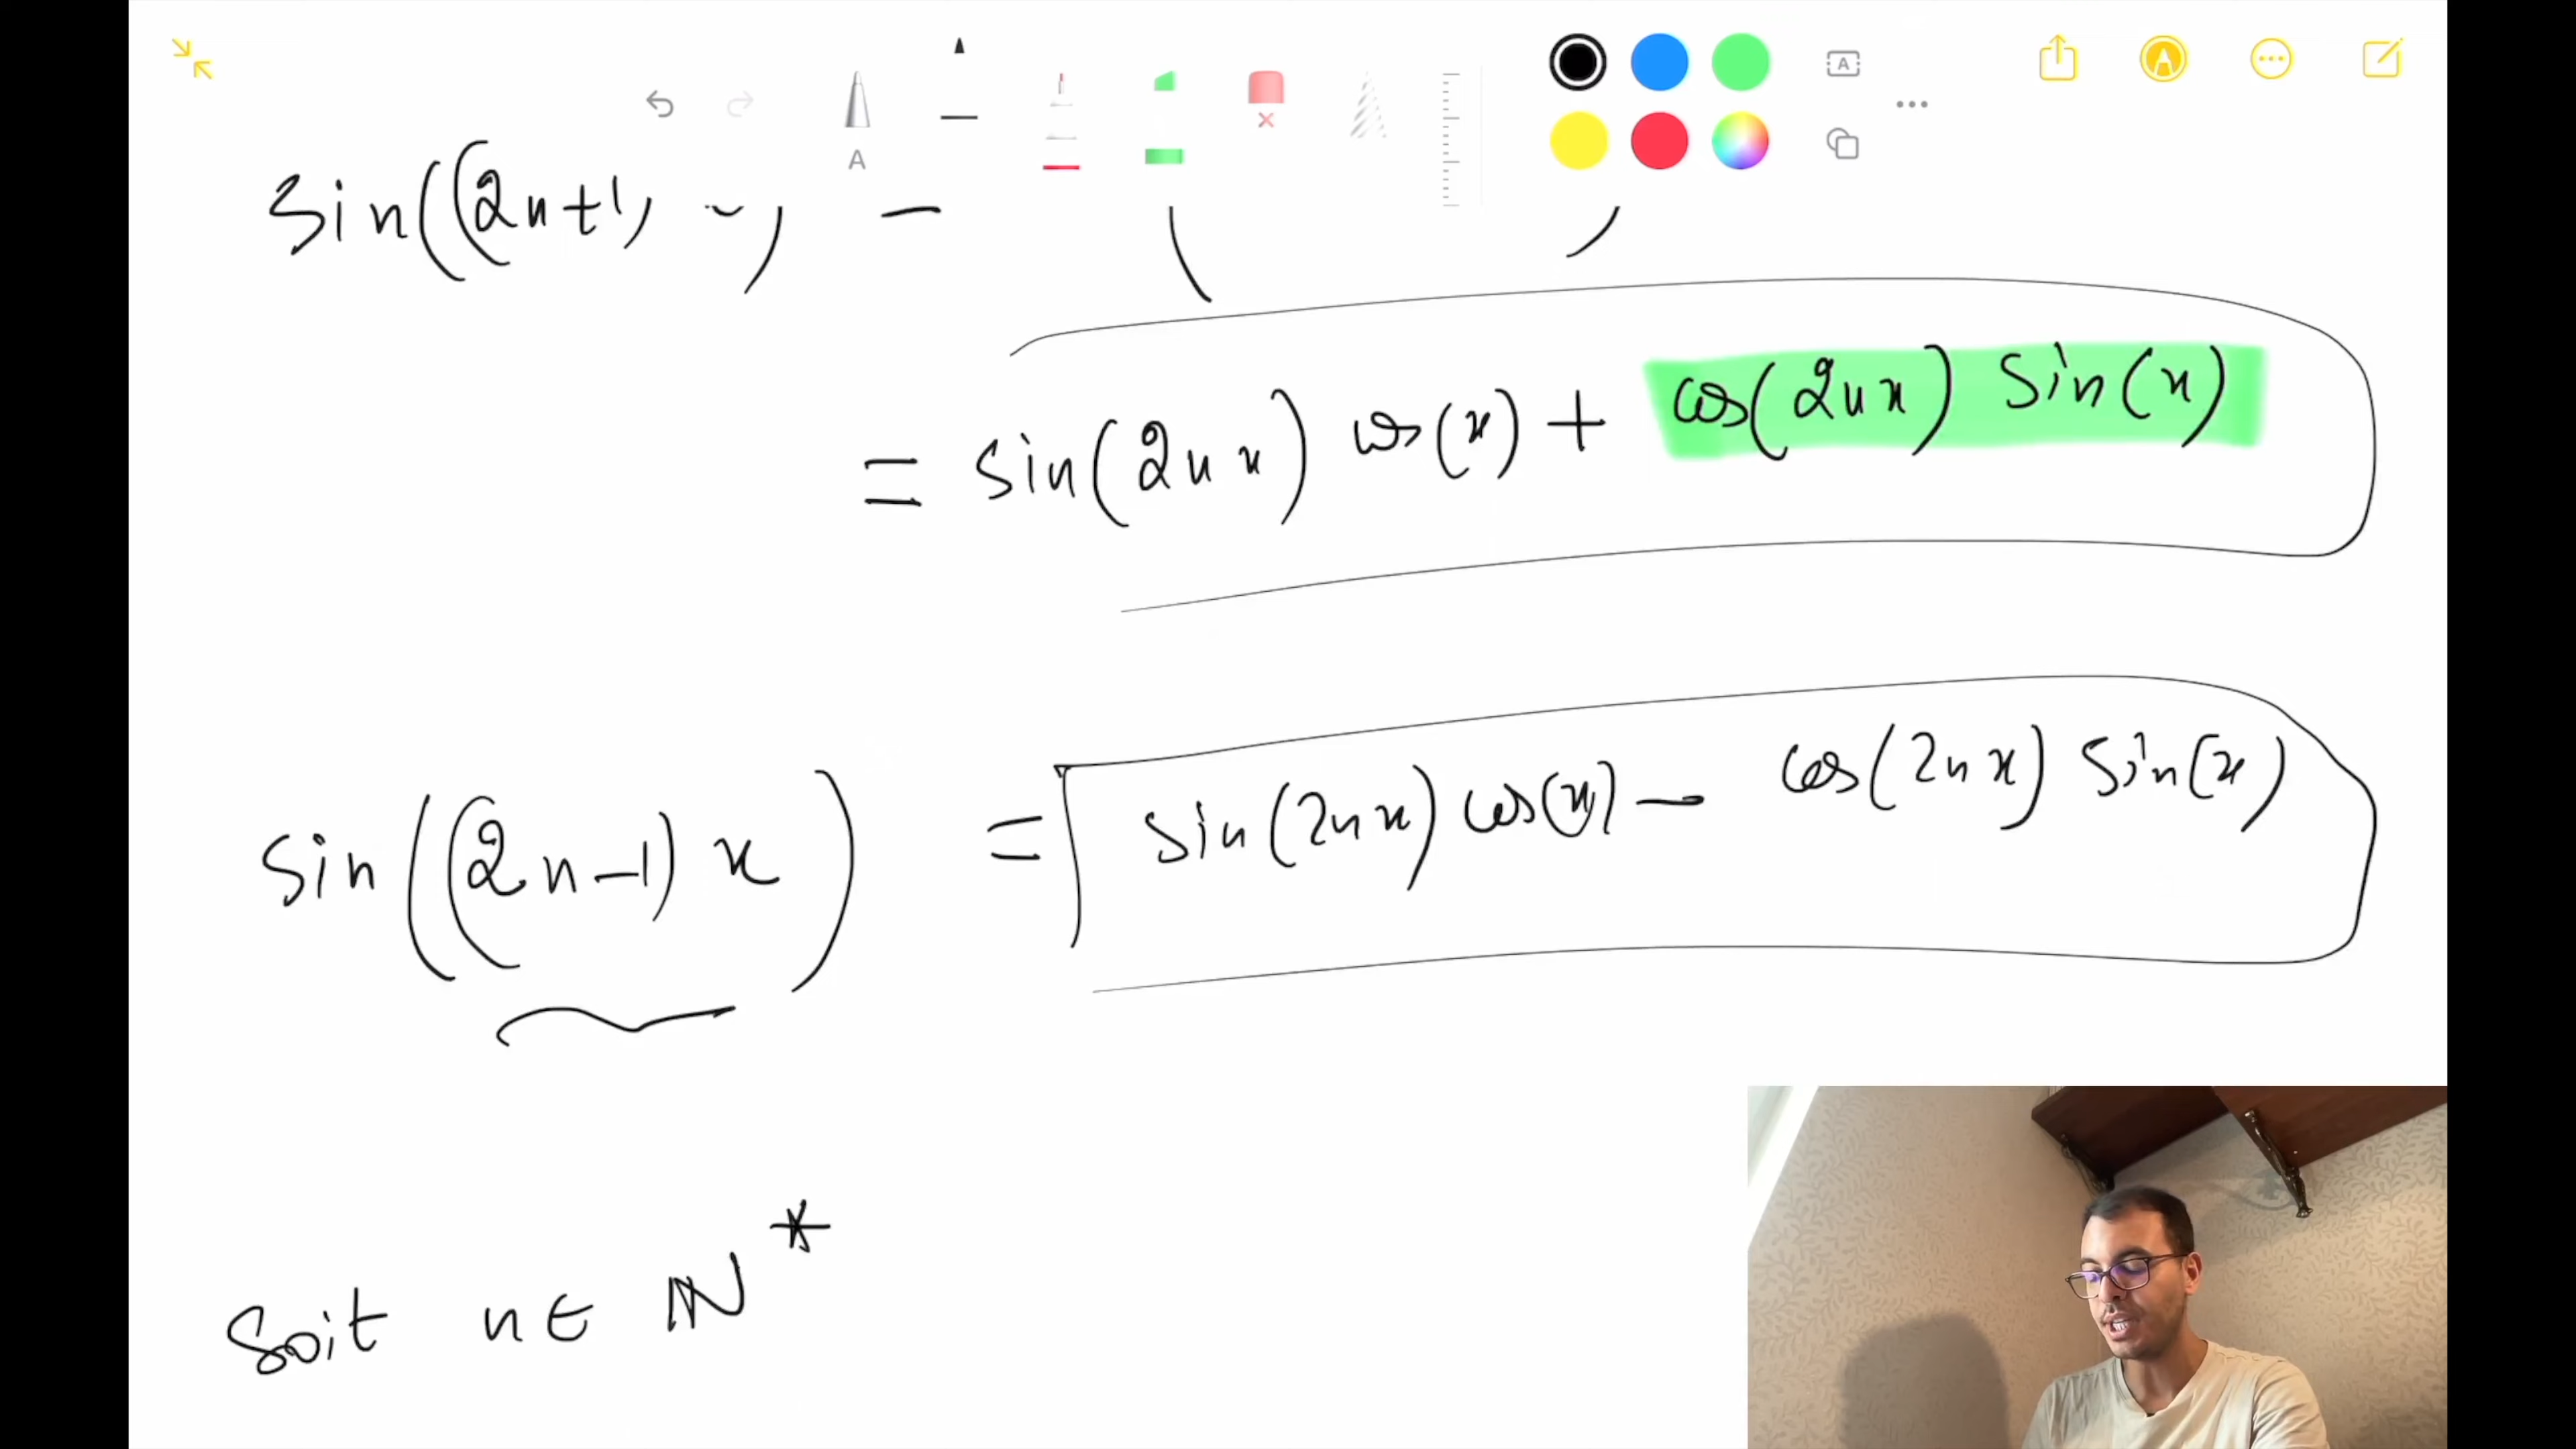 A
A
sin((2n+1) x) =
= sin(2nx) cos(x) + cos(2nx) sin(x)
sin((2n-1)x) = sin(2nx) cos(x) - cos(2nx) sin(x)
Soit n ∈ ℕ*